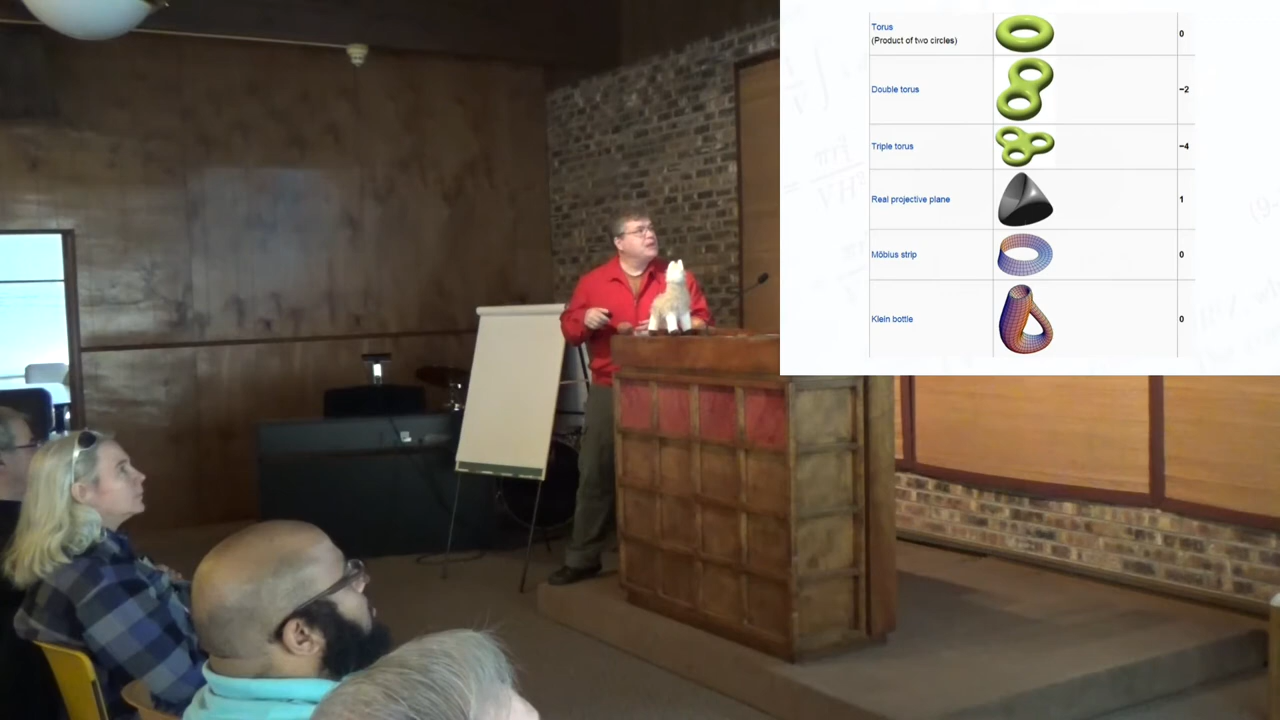 Torus
(Product of two circles)
0
Double torus
−2
Triple torus
−4
Real projective plane
1
Möbius strip
0
Klein bottle
0